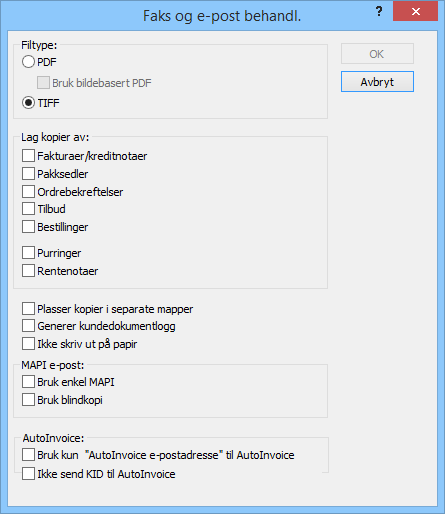 Faks og e-post behandl.
?
Filtype:
PDF
Bruk bildebasert PDF
TIFF
OK
Avbryt
Lag kopier av:
Fakturaer/kreditnotaer
Pakksedler
Ordrebekreftelser
Tilbud
Bestillinger
Purringer
Rentenotaer
Plasser kopier i separate mapper
Generer kundedokumentlogg
Ikke skriv ut på papir
MAPI e-post:
Bruk enkel MAPI
Bruk blindkopi
AutoInvoice:
Bruk kun "AutoInvoice e-postadresse" til AutoInvoice
Ikke send KID til AutoInvoice